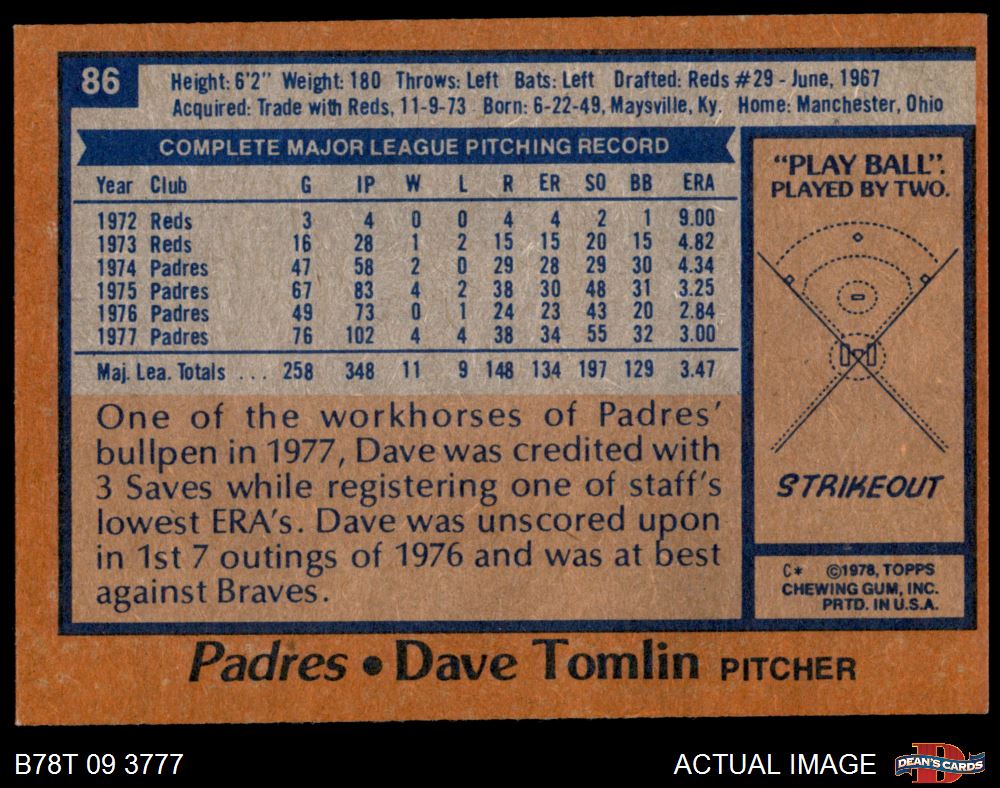 86
Height: 6'2" Weight: 180 Throws: Left Bats: Left Drafted: Reds #29 - June, 1967
Acquired: Trade with Reds, 11-9-73 Born: 6-22-49, Maysville, Ky. Home: Manchester, Ohio
COMPLETE MAJOR LEAGUE PITCHING RECORD
Year Club G IP W L R ER SO BB ERA
1972 Reds 3 4 0 0 4 4 2 1 9.00
1973 Reds 16 28 1 2 15 15 20 15 4.82
1974 Padres 47 58 2 0 29 28 29 30 4.34
1975 Padres 67 83 4 2 38 30 48 31 3.25
1976 Padres 49 73 0 1 24 23 43 20 2.84
1977 Padres 76 102 4 4 38 34 55 32 3.00
Maj. Lea. Totals ... 258 348 11 9 148 134 197 129 3.47
One of the workhorses of Padres'
bullpen in 1977, Dave was credited with
3 Saves while registering one of staff's
lowest ERA's. Dave was unscored upon
in 1st 7 outings of 1976 and was at best
against Braves.
"PLAY BALL".
PLAYED BY TWO.
STRIKEOUT
C* ©1978, TOPPS
CHEWING GUM, INC.
PRTD. IN U.S.A.
Padres • Dave Tomlin PITCHER
B78T 09 3777
ACTUAL IMAGE
D
DEAN'S CARDS